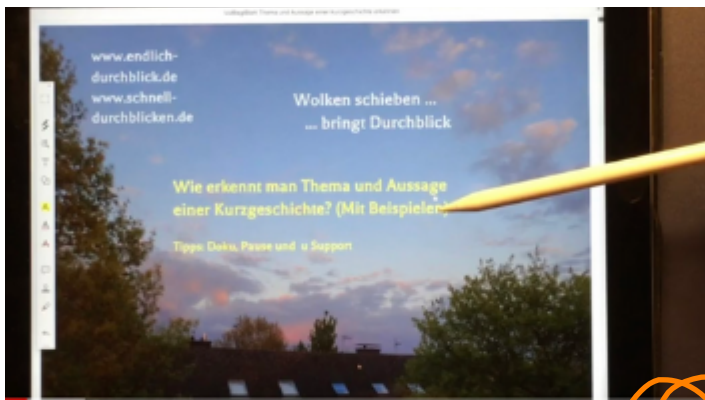 www.endlich-
durchblick.de
www.schnell-
durchblicken.de
Wolken schieben ...
.... bringt Durchblick
Wie erkennt man Thema und Aussage
einer Kurzgeschichte? (Mit Beispielen)
Tipps: Doku, Pause und u Support